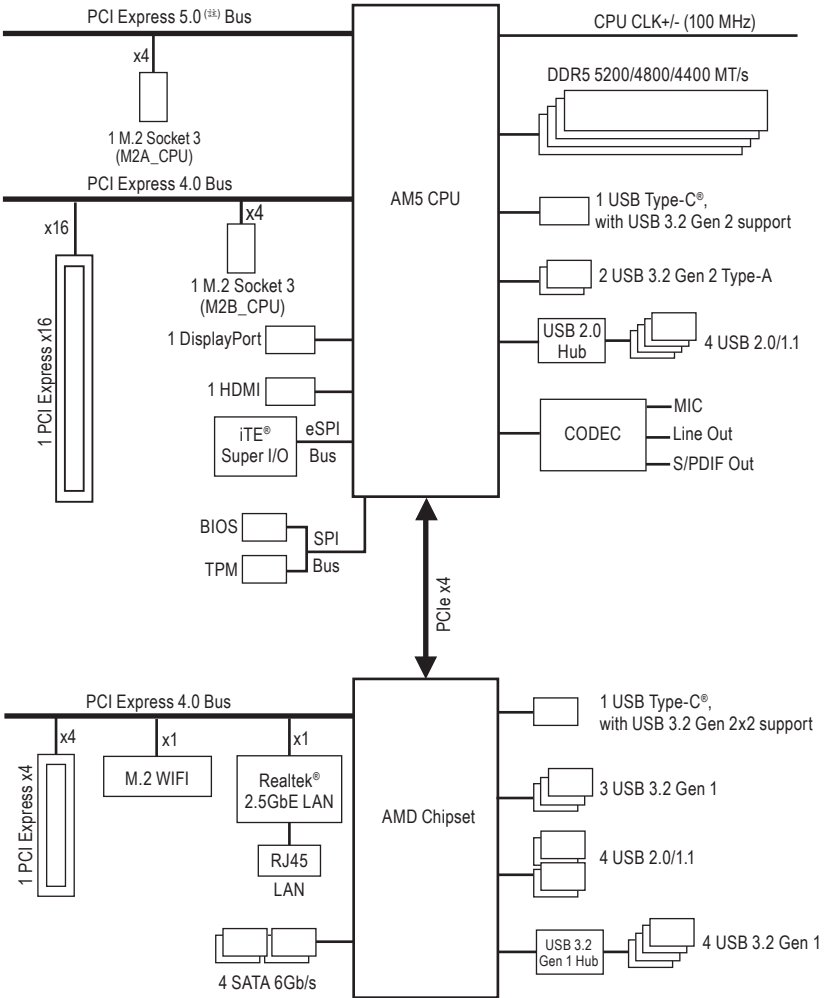 PCI Express 5.0 (註) Bus
x4
1 M.2 Socket 3
(M2A_CPU)
PCI Express 4.0 Bus
x16
x4
1 M.2 Socket 3
(M2B_CPU)
1 PCI Express x16
1 DisplayPort
1 HDMI
iTE®
Super I/O
eSPI
Bus
BIOS
TPM
SPI
Bus
AM5 CPU
CPU CLK+/- (100 MHz)
DDR5 5200/4800/4400 MT/s
1 USB Type-C®,
with USB 3.2 Gen 2 support
2 USB 3.2 Gen 2 Type-A
USB 2.0
Hub
4 USB 2.0/1.1
CODEC
MIC
Line Out
S/PDIF Out
PCIe x4
PCI Express 4.0 Bus
x4
x1
x1
1 PCI Express x4
M.2 WIFI
Realtek®
2.5GbE LAN
RJ45
LAN
4 SATA 6Gb/s
AMD Chipset
1 USB Type-C®,
with USB 3.2 Gen 2x2 support
3 USB 3.2 Gen 1
4 USB 2.0/1.1
USB 3.2
Gen 1 Hub
4 USB 3.2 Gen 1